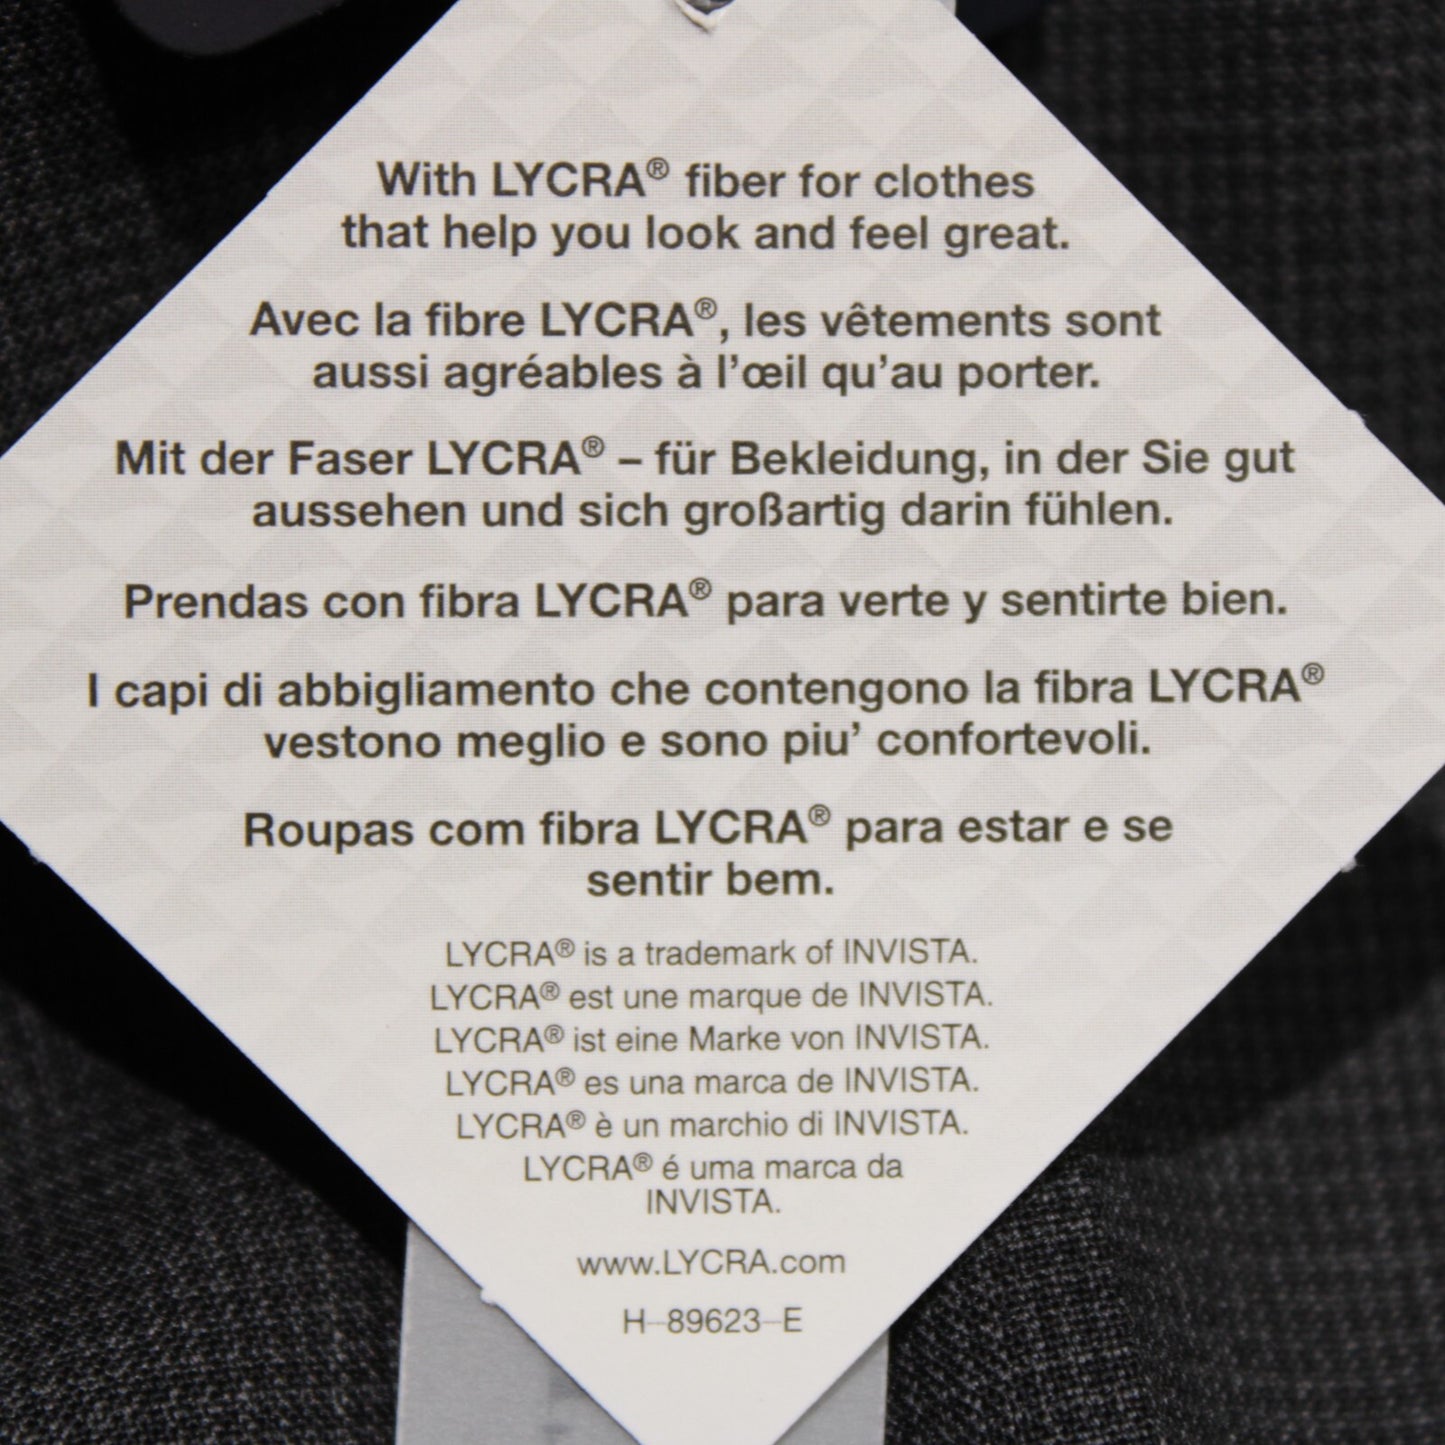 With LYCRA® fiber for clothes
that help you look and feel great.
Avec la fibre LYCRA®, les vêtements sont
aussi agréables à l’œil qu’au porter.
Mit der Faser LYCRA® – für Bekleidung, in der Sie gut
aussehen und sich großartig darin fühlen.
Prendas con fibra LYCRA® para verte y sentirte bien.
I capi di abbigliamento che contengono la fibra LYCRA®
vestono meglio e sono piu’ confortevoli.
Roupas com fibra LYCRA® para estar e se
sentir bem.
LYCRA® is a trademark of INVISTA.
LYCRA® est une marque de INVISTA.
LYCRA® ist eine Marke von INVISTA.
LYCRA® es una marca de INVISTA.
LYCRA® è un marchio di INVISTA.
LYCRA® é uma marca da
INVISTA.
www.LYCRA.com
H-89623-E